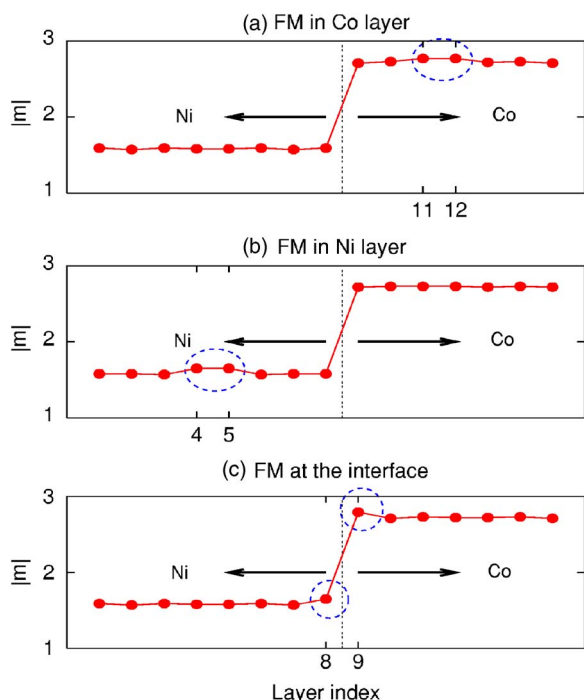 (a) FM in Co layer
3
2
1
|m|
Ni
Co
11 12
(b) FM in Ni layer
3
2
1
|m|
Ni
Co
4 5
(c) FM at the interface
3
2
1
|m|
Ni
Co
8 9
Layer index